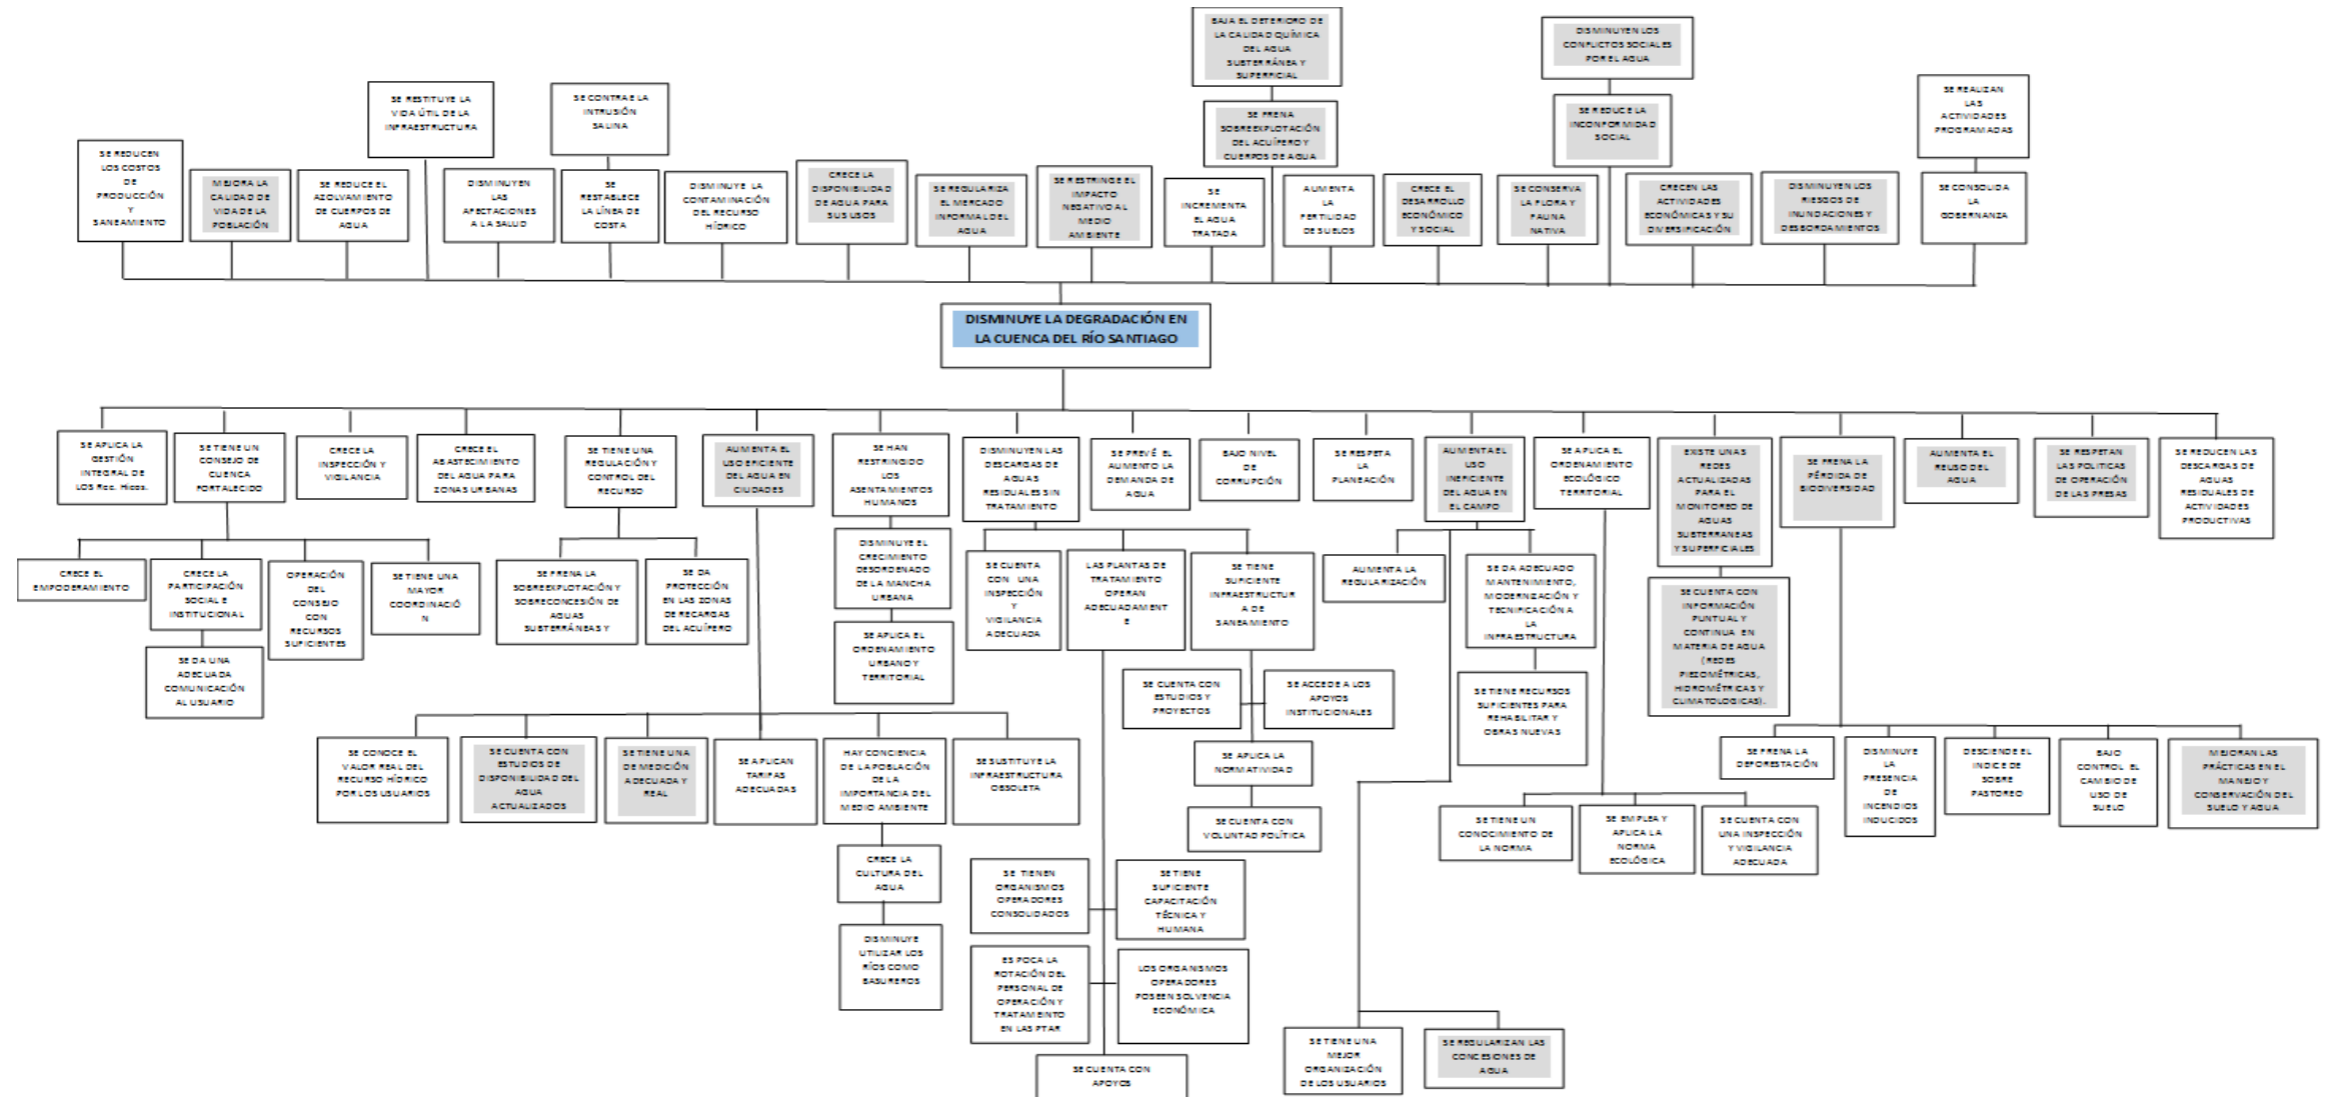 BAJA EL DETERIORO DE
LA CALIDAD QUÍMICA
DEL AGUA
SUBTERRÁNEA Y
SUPERFICIAL
DISMINUYEN LOS
CONFLICTOS SOCIALES
POR EL AGUA
SE RESTITUYE LA
VIDA ÚTIL DE LA
INFRAESTRUCTURA
SE CONTRAE LA
INTRUSIÓN
SALINA
SE FRENA
SOBREEXPLOTACIÓN
DEL ACUÍFERO Y
CUERPOS DE AGUA
SE REDUCE LA
INCONFORMIDAD
SOCIAL
SE REALIZAN
LAS
ACTIVIDADES
PROGRAMADAS
SE REDUCEN
LOS COSTOS
DE
PRODUCCIÓN
Y
SANEAMIENTO
MEJORA LA
CALIDAD DE
VIDA DE LA
POBLACIÓN
SE REDUCE EL
AZOLVAMIENTO
DE CUERPOS DE
AGUA
DISMINUYEN
LAS
AFECTACIONES
A LA SALUD
SE
RESTABLECE
LA LÍNEA DE
COSTA
DISMINUYE LA
CONTAMINACIÓN
DEL RECURSO
HÍDRICO
CRECE LA
DISPONIBILIDAD
DE AGUA PARA
SUS USOS
SE REGULARIZA
EL MERCADO
INFORMAL DEL
AGUA
SE RESTRINGE EL
IMPACTO
NEGATIVO AL
MEDIO
AMBIENTE
SE
INCREMENTA
EL AGUA
TRATADA
AUMENTA
LA
FERTILIDAD
DE SUELOS
CRECE EL
DESARROLLO
ECONÓMICO
Y SOCIAL
SE CONSERVA
LA FLORA Y
FAUNA
NATIVA
CRECEN LAS
ACTIVIDADES
ECONÓMICAS Y SU
DIVERSIFICACIÓN
DISMINUYEN LOS
RIESGOS DE
INUNDACIONES Y
DESBORDAMIENTOS
SE CONSOLIDA
LA
GOBERNANZA
DISMINUYE LA DEGRADACIÓN EN
LA CUENCA DEL RÍO SANTIAGO
SE APLICA LA
GESTIÓN
INTEGRAL DE
LOS Rec. Hicos.
SE TIENE UN
CONSEJO DE
CUENCA
FORTALECIDO
CRECE LA
INSPECCIÓN Y
VIGILANCIA
CRECE EL
ABASTECIMIENTO
DEL AGUA PARA
ZONAS URBANAS
SE TIENE UNA
REGULACIÓN Y
CONTROL DEL
RECURSO
AUMENTA EL
USO EFICIENTE
DEL AGUA EN
CIUDADES
SE HAN
RESTRINGIDO
LOS
ASENTAMIENTOS
HUMANOS
DISMINUYEN LAS
DESCARGAS DE
AGUAS
RESIDUALES SIN
TRATAMIENTO
SE PREVÉ EL
AUMENTO LA
DEMANDA DE
AGUA
BAJO NIVEL
DE
CORRUPCIÓN
SE RESPETA
LA
PLANEACIÓN
AUMENTA EL
USO
INEFICIENTE
DEL AGUA EN
EL CAMPO
SE APLICA EL
ORDENAMIENTO
ECOLÓGICO
TERRITORIAL
EXISTE UNAS
REDES
ACTUALIZADAS
PARA EL
MONITOREO DE
AGUAS
SUBTERRANEAS
Y SUPERFICIALES
SE FRENA LA
PÉRDIDA DE
BIODIVERSIDAD
AUMENTA EL
REUSO DEL
AGUA
SE RESPETAN
LAS POLITICAS
DE OPERACIÓN
DE LAS PRESAS
SE REDUCEN LAS
DESCARGAS DE
AGUAS
RESIDUALES DE
ACTIVIDADES
PRODUCTIVAS
CRECE EL
EMPODERAMIENTO
CRECE LA
PARTICIPACIÓN
SOCIAL E
INSTITUCIONAL
OPERACIÓN
DEL
CONSEJO
CON
RECURSOS
SUFICIENTES
SE TIENE UNA
MAYOR
COORDINACIÓ
N
SE FRENA LA
SOBREEXPLOTACIÓN Y
SOBRECONCESIÓN DE
AGUAS
SUBTERRÁNEAS Y
SE DA
PROTECCIÓN
EN LAS ZONAS
DE RECARGAS
DEL ACUÍFERO
DISMINUYE EL
CRECIMIENTO
DESORDENADO
DE LA MANCHA
URBANA
SE CUENTA
CON UNA
INSPECCIÓN
Y
VIGILANCIA
ADECUADA
LAS PLANTAS DE
TRATAMIENTO
OPERAN
ADECUADAMENT
E
SE TIENE
SUFICIENTE
INFRAESTRUCTUR
A DE
SANEAMIENTO
AUMENTA LA
REGULARIZACIÓN
SE DA ADECUADO
MANTENIMIENTO,
MODERNIZACIÓN Y
TECNIFICACIÓN A
LA
INFRAESTRUCTURA
SE CUENTA CON
INFORMACIÓN
PUNTUAL Y
CONTINUA EN
MATERIA DE AGUA
(REDES
PIEZOMÉTRICAS,
HIDROMÉTRICAS Y
CLIMATOLOGICAS).
SE DA UNA
ADECUADA
COMUNICACIÓN
AL USUARIO
SE APLICA EL
ORDENAMIENTO
URBANO Y
TERRITORIAL
SE CUENTA CON
ESTUDIOS Y
PROYECTOS
SE ACCEDE A LOS
APOYOS
INSTITUCIONALES
SE TIENE RECURSOS
SUFICIENTES PARA
REHABILITAR Y
OBRAS NUEVAS
SE CONOCE EL
VALOR REAL DEL
RECURSO HÍDRICO
POR LOS USUARIOS
SE CUENTA CON
ESTUDIOS DE
DISPONIBILIDAD DEL
AGUA
ACTUALIZADOS
SE TIENE UNA
DE MEDICIÓN
ADECUADA Y
REAL
SE APLICAN
TARIFAS
ADECUADAS
HAY CONCIENCIA
DE LA POBLACIÓN
DE LA
IMPORTANCIA DEL
MEDIO AMBIENTE
SE SUSTITUYE LA
INFRAESTRUCTURA
OBSOLETA
SE APLICA LA
NORMATIVIDAD
SE FRENA LA
DEFORESTACIÓN
DISMINUYE
LA
PRESENCIA
DE
INCENDIOS
INDUCIDOS
DESCIENDE EL
INDICE DE
SOBRE
PASTOREO
BAJO
CONTROL EL
CAMBIO DE
USO DE
SUELO
MEJORAN LAS
PRÁCTICAS EN EL
MANEJO Y
CONSERVACIÓN DEL
SUELO Y AGUA
SE CUENTA CON
VOLUNTAD POLÍTICA
SE TIENE UN
CONOCIMIENTO DE
LA NORMA
SE EMPLEA Y
APLICA LA
NORMA
ECOLÓGICA
SE CUENTA CON
UNA INSPECCIÓN
Y VIGILANCIA
ADECUADA
CRECE LA
CULTURA DEL
AGUA
SE TIENEN
ORGANISMOS
OPERADORES
CONSOLIDADOS
SE TIENE
SUFICIENTE
CAPACITACIÓN
TÉCNICA Y
HUMANA
DISMINUYE
UTILIZAR LOS
RÍOS COMO
BASUREROS
ES POCA LA
ROTACIÓN DEL
PERSONAL DE
OPERACIÓN Y
TRATAMEINTO
EN LAS PTAR
LOS ORGANISMOS
OPERADORES
POSEEN SOLVENCIA
ECONÓMICA
SE TIENE UNA
MEJOR
ORGANIZACIÓN
DE LOS USUARIOS
SE REGULARIZAN LAS
CONCESIONES DE
AGUA
SE CUENTA CON
APOYOS